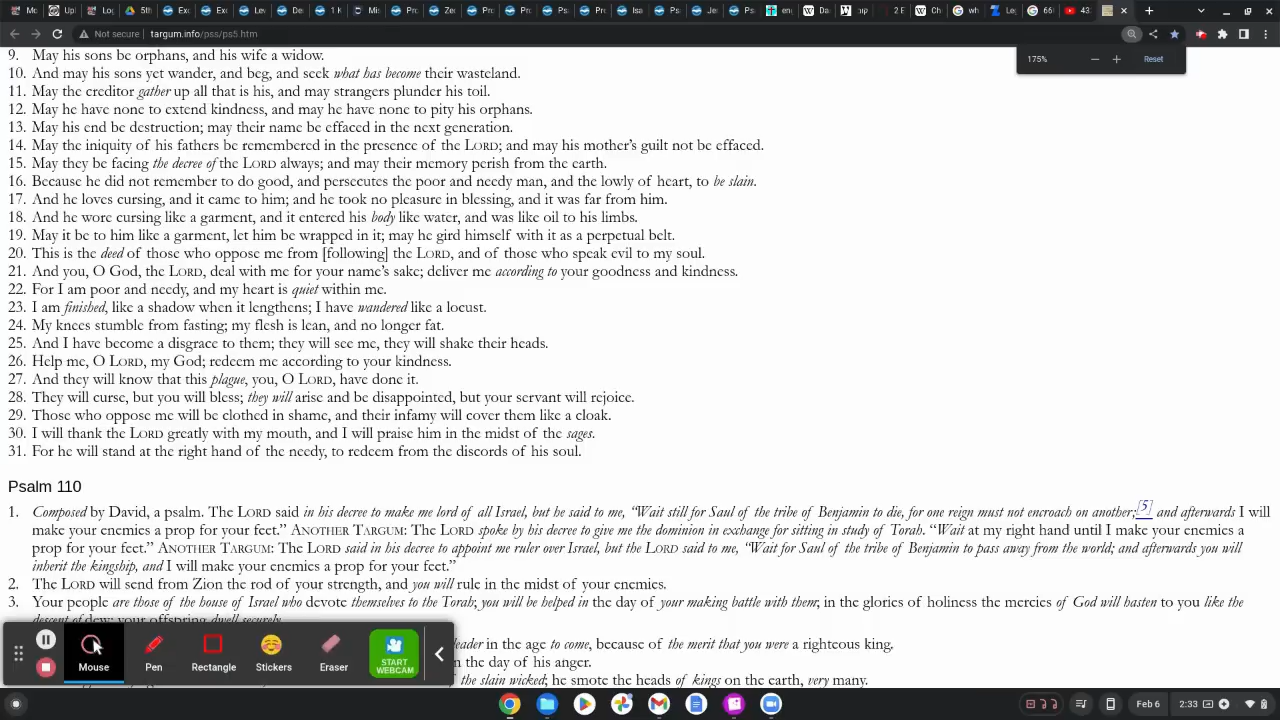 Mat
Upl
Log
5th
Exo
Exo
Lev
Deu
1 K
Mis
Pro
Zec
Pro
Psa
Pro
Isa
Psa
Jer
Psa
eng
Wh
Not secure | targum.info/pss/ps5.htm
175% − + Reset
9. May his sons be orphans, and his wife a widow.
10. And may his sons yet wander, and beg, and seek what has become their wasteland.
11. May the creditor gather up all that is his, and may strangers plunder his toil.
12. May he have none to extend kindness, and may he have none to pity his orphans.
13. May his end be destruction; may their name be effaced in the next generation.
14. May the iniquity of his fathers be remembered in the presence of the LORD; and may his mother's guilt not be effaced.
15. May they be facing the decree of the LORD always; and may their memory perish from the earth.
16. Because he did not remember to do good, and persecutes the poor and needy man, and the lowly of heart, to be slain.
17. And he loves cursing, and it came to him; and he took no pleasure in blessing, and it was far from him.
18. And he wore cursing like a garment, and it entered his body like water, and was like oil to his limbs.
19. May it be to him like a garment, let him be wrapped in it; may he gird himself with it as a perpetual belt.
20. This is the deed of those who oppose me from [following] the LORD, and of those who speak evil to my soul.
21. And you, O God, the LORD, deal with me for your name's sake; deliver me according to your goodness and kindness.
22. For I am poor and needy, and my heart is quiet within me.
23. I am finished, like a shadow when it lengthens; I have wandered like a locust.
24. My knees stumble from fasting; my flesh is lean, and no longer fat.
25. And I have become a disgrace to them; they will see me, they will shake their heads.
26. Help me, O LORD, my God; redeem me according to your kindness.
27. And they will know that this plague, you, O LORD, have done it.
28. They will curse, but you will bless; they will arise and be disappointed, but your servant will rejoice.
29. Those who oppose me will be clothed in shame, and their infamy will cover them like a cloak.
30. I will thank the LORD greatly with my mouth, and I will praise him in the midst of the sages.
31. For he will stand at the right hand of the needy, to redeem from the discords of his soul.
Psalm 110
1. Composed by David, a psalm. The LORD said in his decree to make me lord of all Israel, but he said to me, “Wait still for Saul of the tribe of Benjamin to die, for one reign must not encroach on another;[5] and afterwards I will
make your enemies a prop for your feet.” ANOTHER TARGUM: The LORD spoke by his decree to give me the dominion in exchange for sitting in study of Torah. “Wait at my right hand until I make your enemies a
prop for your feet.” ANOTHER TARGUM: The LORD said in his decree to appoint me ruler over Israel, but the LORD said to me, “Wait for Saul of the tribe of Benjamin to pass away from the world; and afterwards you will
inherit the kingship, and I will make your enemies a prop for your feet.”
2. The LORD will send from Zion the rod of your strength, and you will rule in the midst of your enemies.
3. Your people are those of the house of Israel who devote themselves to the Torah; you will be helped in the day of your making battle with them; in the glories of holiness the mercies of God will hasten to you like the
descent of dew; your offspring dwell securely.
leader in the age to come, because of the merit that you were a righteous king.
n the day of his anger.
the slain wicked; he smote the heads of kings on the earth, very many.
Mouse
Pen
Rectangle
Stickers
Eraser
START
WEBCAM
Feb 6 2:33